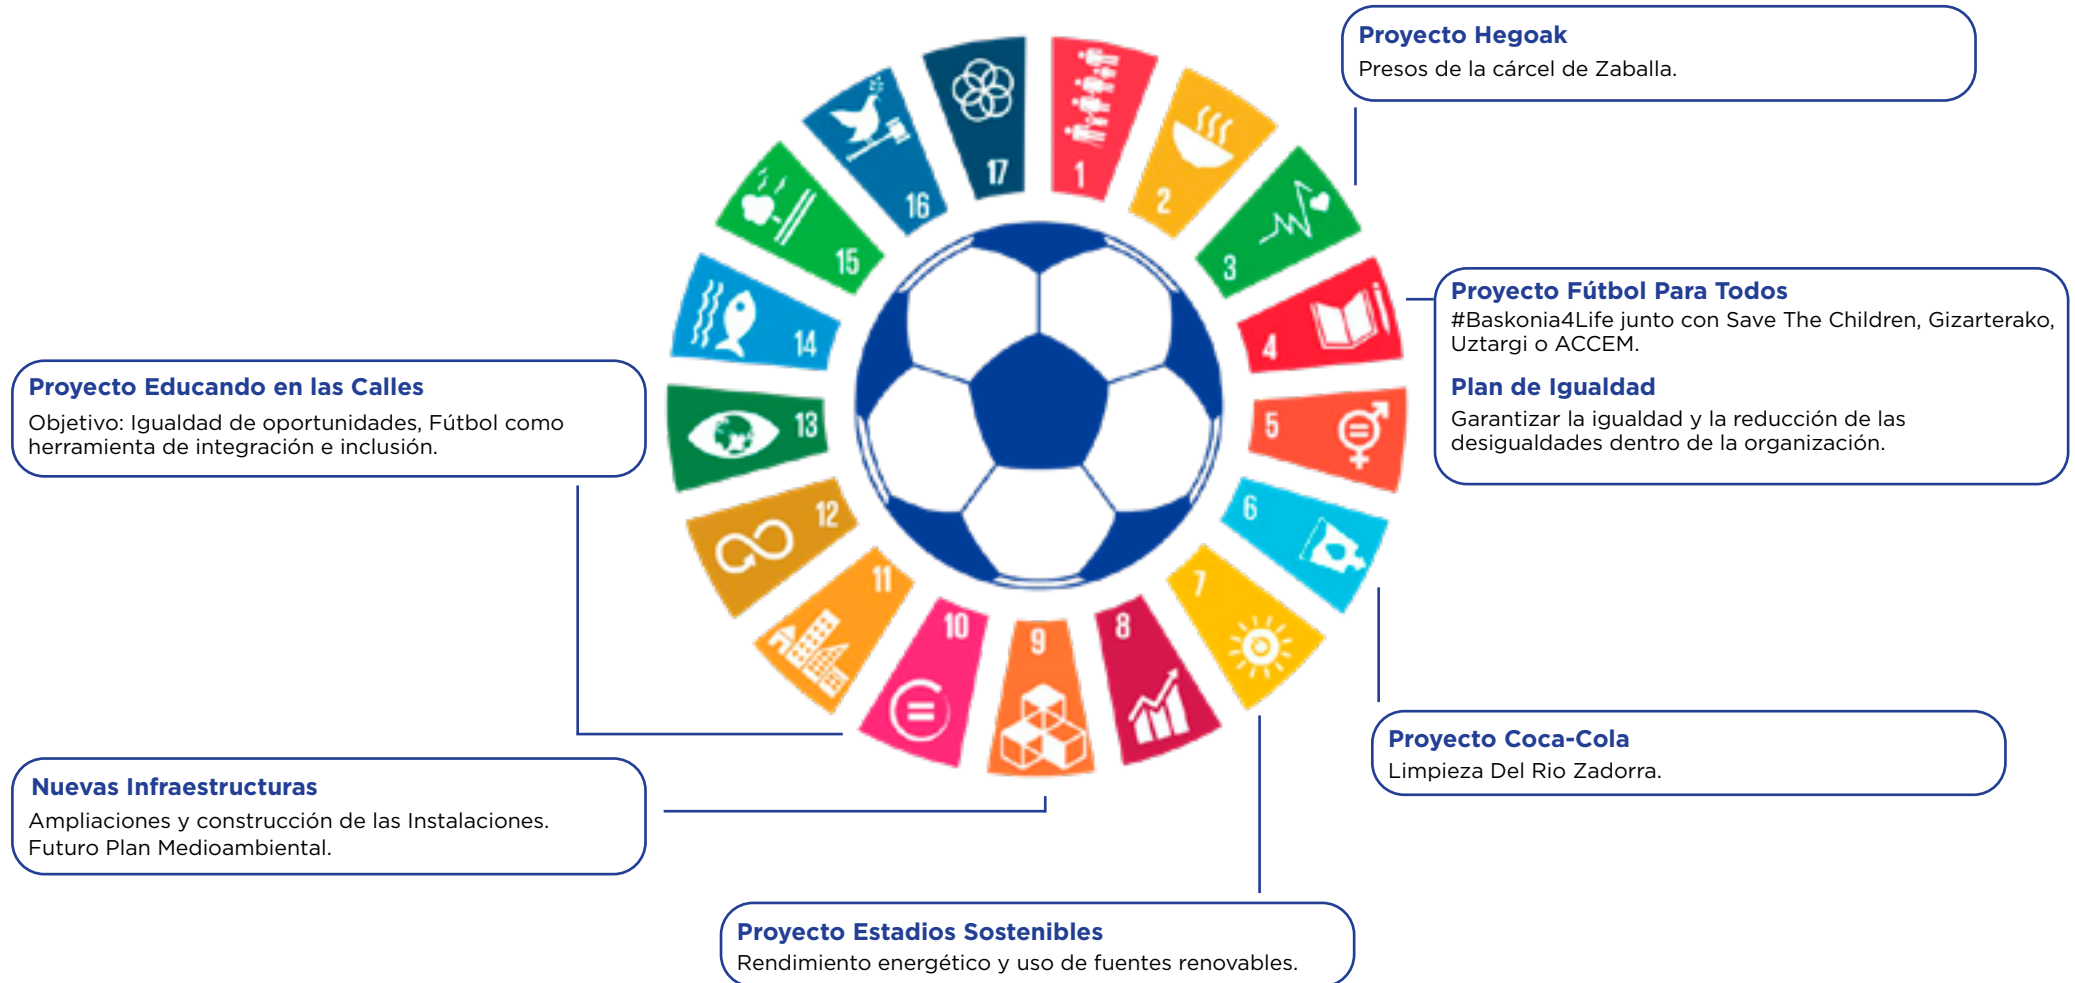 Proyecto Hegoak
Presos de la cárcel de Zaballa.
17
1
2
3
4
5
6
7
8
9
10
11
12
13
14
15
16
Proyecto Fútbol Para Todos
#Baskonia4Life junto con Save The Children, Gizarterako,
Uztargi o ACCEM.
Plan de Igualdad
Garantizar la igualdad y la reducción de las
desigualdades dentro de la organización.
Proyecto Educando en las Calles
Objetivo: Igualdad de oportunidades, Fútbol como
herramienta de integración e inclusión.
Proyecto Coca-Cola
Limpieza Del Rio Zadorra.
Nuevas Infraestructuras
Ampliaciones y construcción de las Instalaciones.
Futuro Plan Medioambiental.
Proyecto Estadios Sostenibles
Rendimiento energético y uso de fuentes renovables.